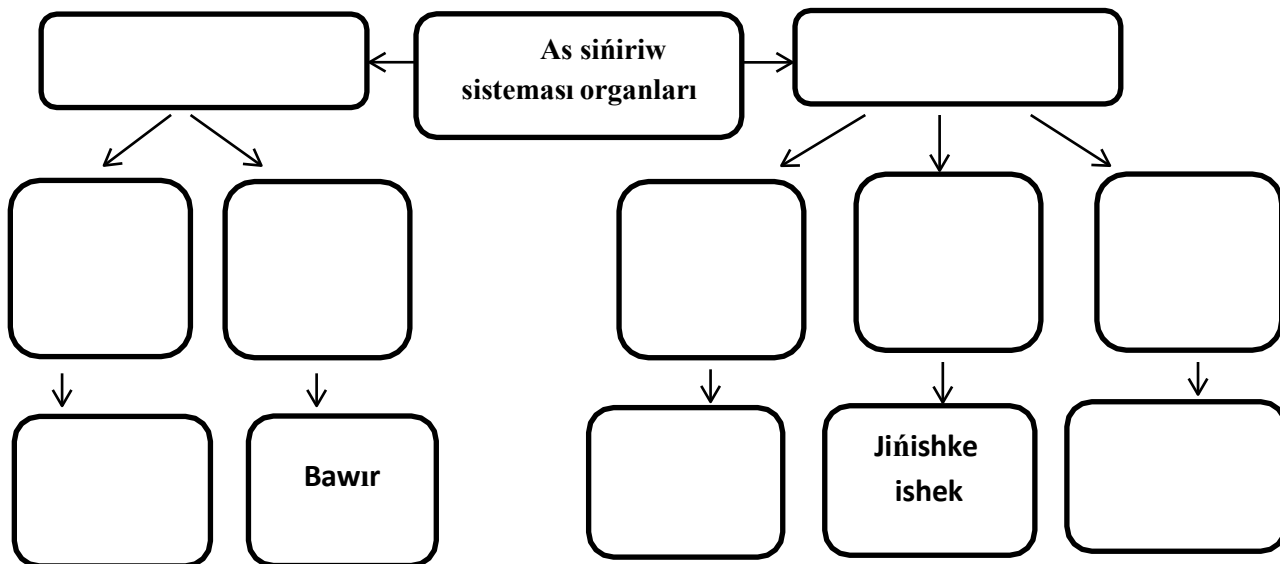 As sińiriw
sisteması organları
Bawır
Jińishke
ishek